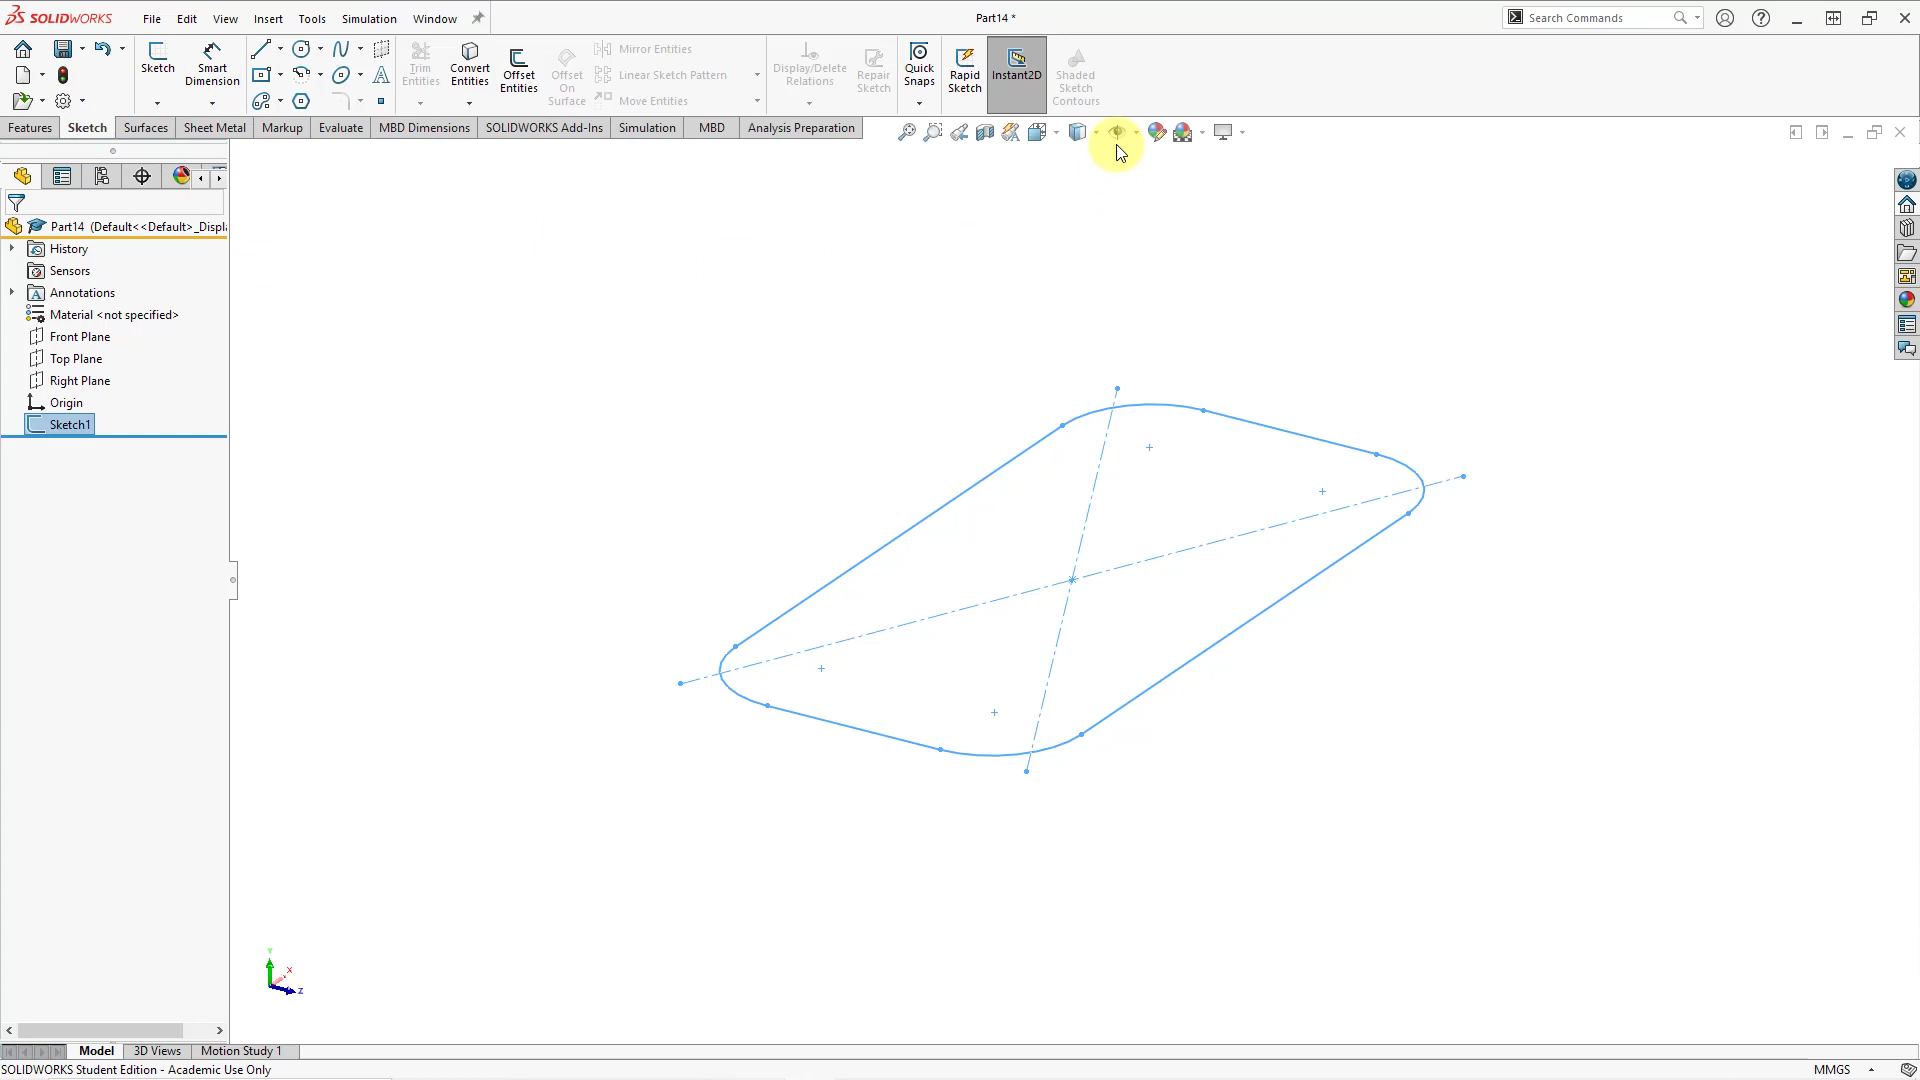 SOLIDWORKS File Edit View Insert Tools Simulation Window Part14 * Search Commands
Sketch Smart Dimension Trim Entities Convert Entities Offset Entities Offset On Surface Mirror Entities Linear Sketch Pattern Move Entities Display/Delete Relations Repair Sketch Quick Snaps Rapid Sketch Instant2D Shaded Sketch Contours
Features Sketch Surfaces Sheet Metal Markup Evaluate MBD Dimensions SOLIDWORKS Add-Ins Simulation MBD Analysis Preparation
Part14 (Default<<Default>_Displ
History
Sensors
Annotations
Material <not specified>
Front Plane
Top Plane
Right Plane
Origin
Sketch1
Y
X
Z
Model 3D Views Motion Study 1
SOLIDWORKS Student Edition - Academic Use Only MMGS